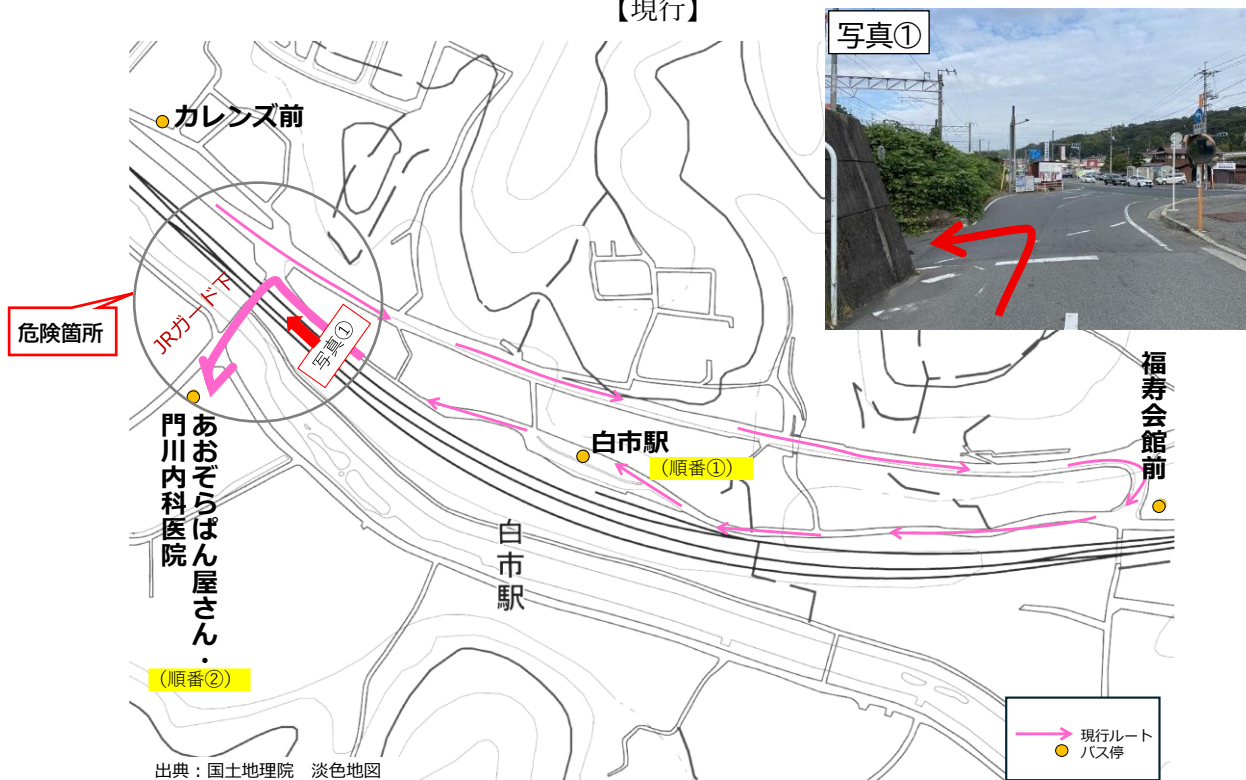 【現行】
写真①
カレンズ前
危険箇所
JRガード下
写真①
福寿会館前
白市駅
（順番①）
あおぞらぱん屋さん・
門川内科医院
（順番②）
白市駅
現行ルート
バス停
出典：国土地理院　淡色地図